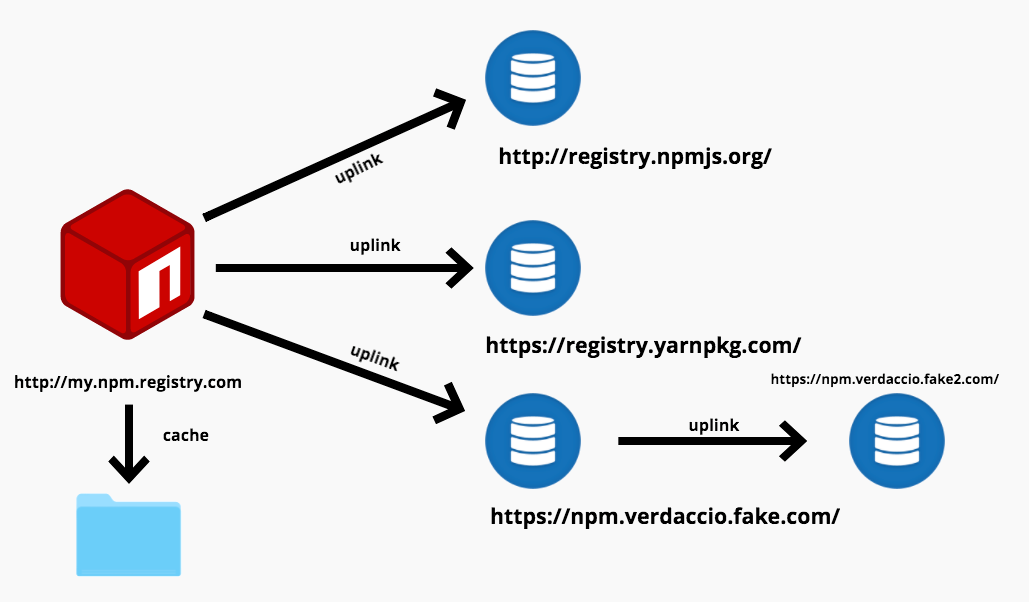 http://registry.npmjs.org/
uplink
uplink
https://registry.yarnpkg.com/
uplink
http://my.npm.registry.com
https://npm.verdaccio.fake2.com/
cache
uplink
https://npm.verdaccio.fake.com/